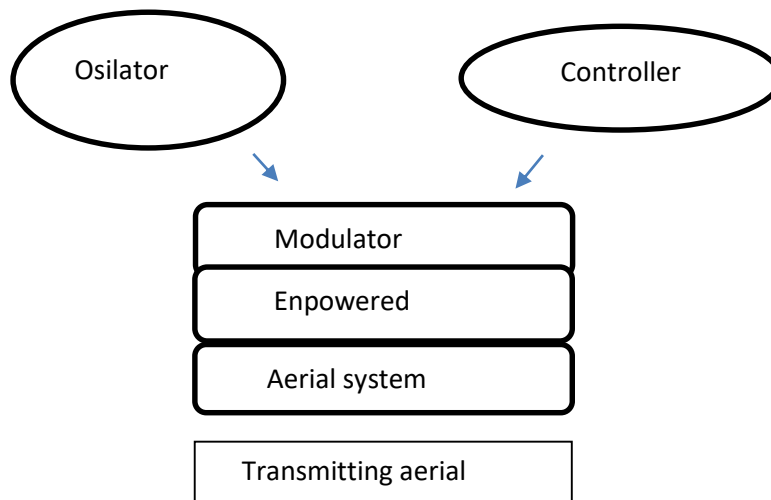 Osilator
Controller
Modulator
Enpowered
Aerial system
Transmitting aerial